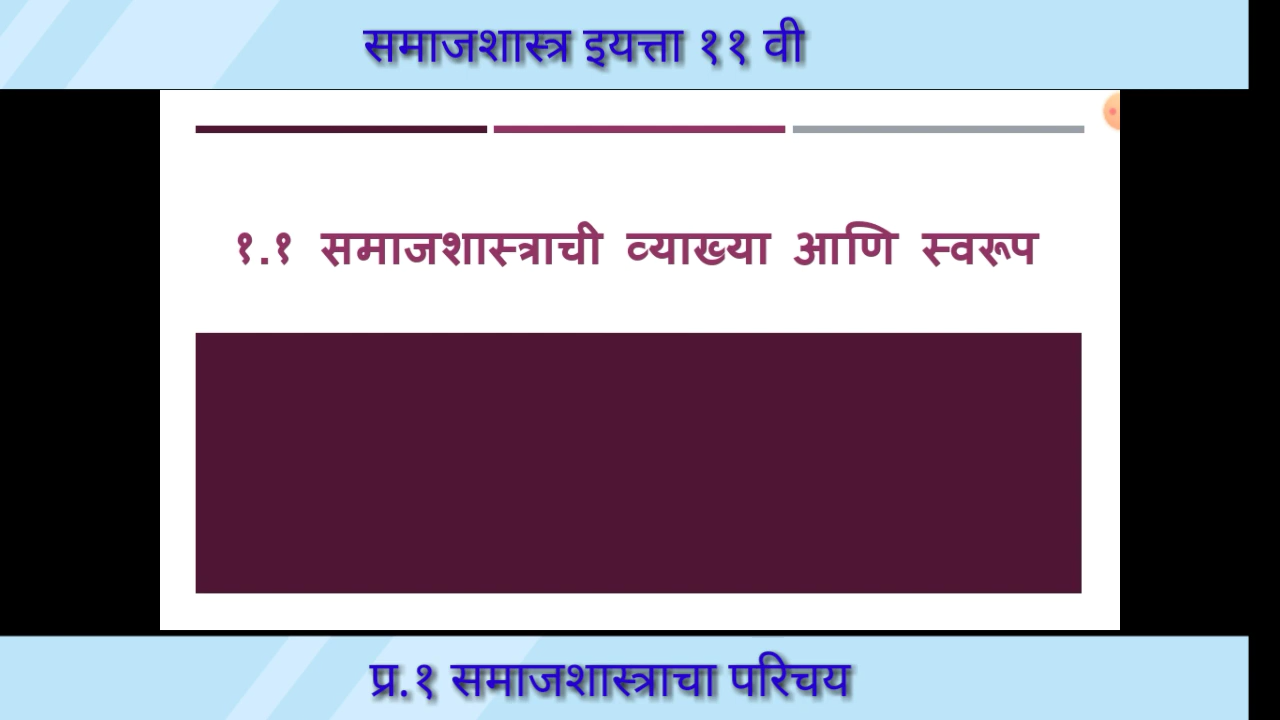 समाजशास्त्र इयत्ता ११ वी
१.१ समाजशास्त्राची व्याख्या आणि स्वरूप
प्र.१ समाजशास्त्राचा परिचय